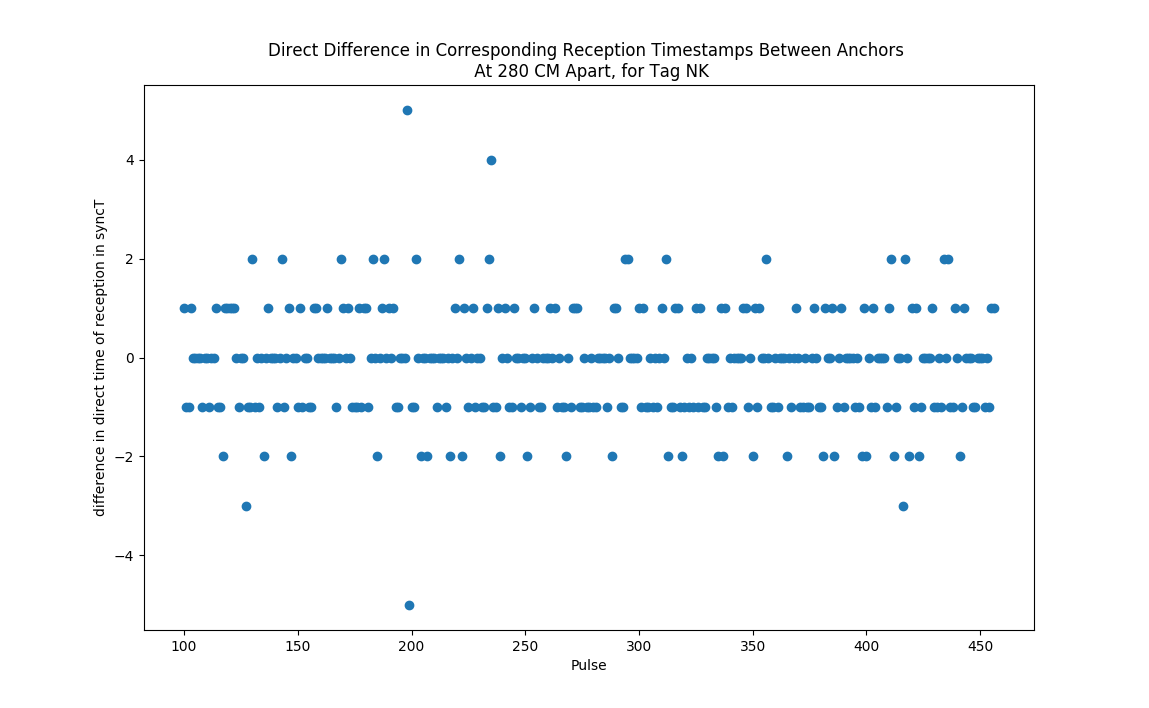 Direct Difference in Corresponding Reception Timestamps Between Anchors
At 280 CM Apart, for Tag NK
difference in direct time of reception in syncT
4
2
0
−2
−4
100 150 200 250 300 350 400 450
Pulse